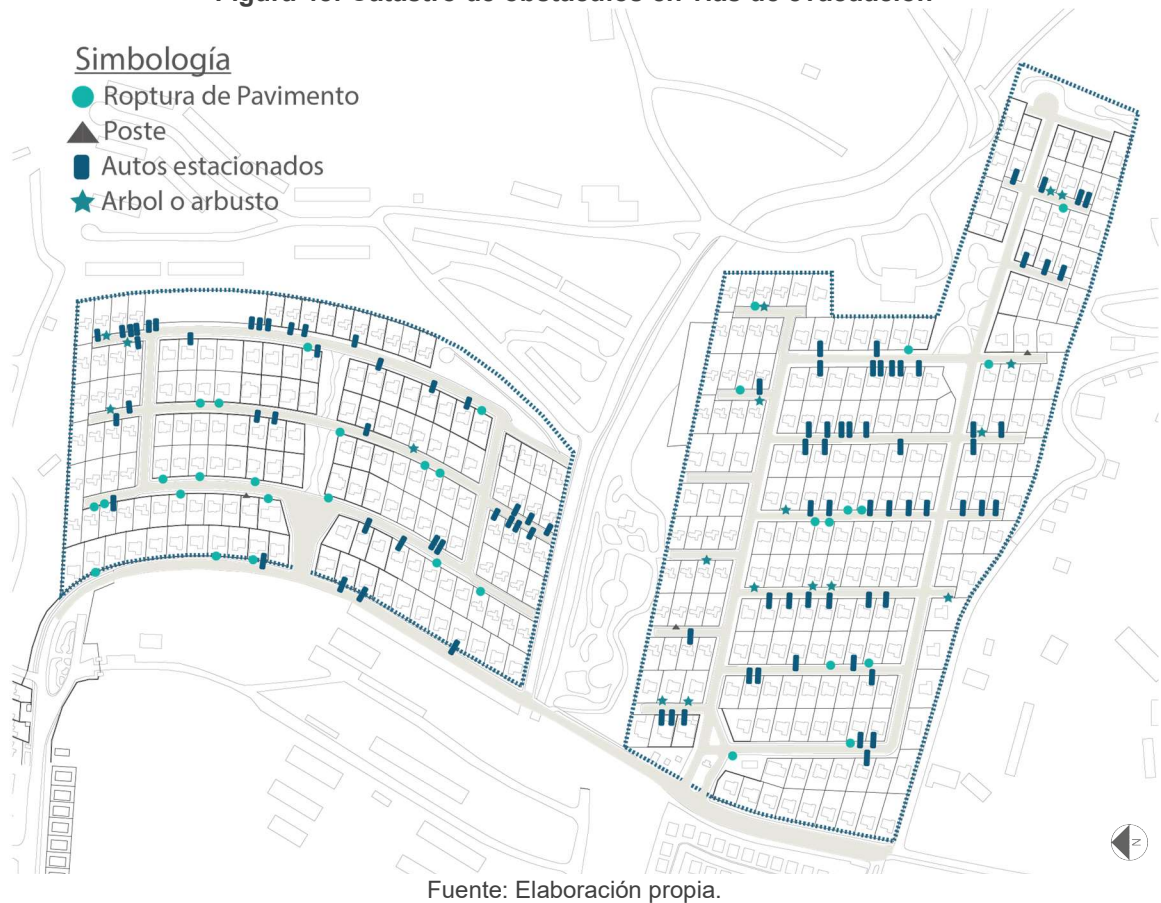 Simbología
Roptura de Pavimento
Poste
Autos estacionados
Arbol o arbusto
N
Fuente: Elaboración propia.